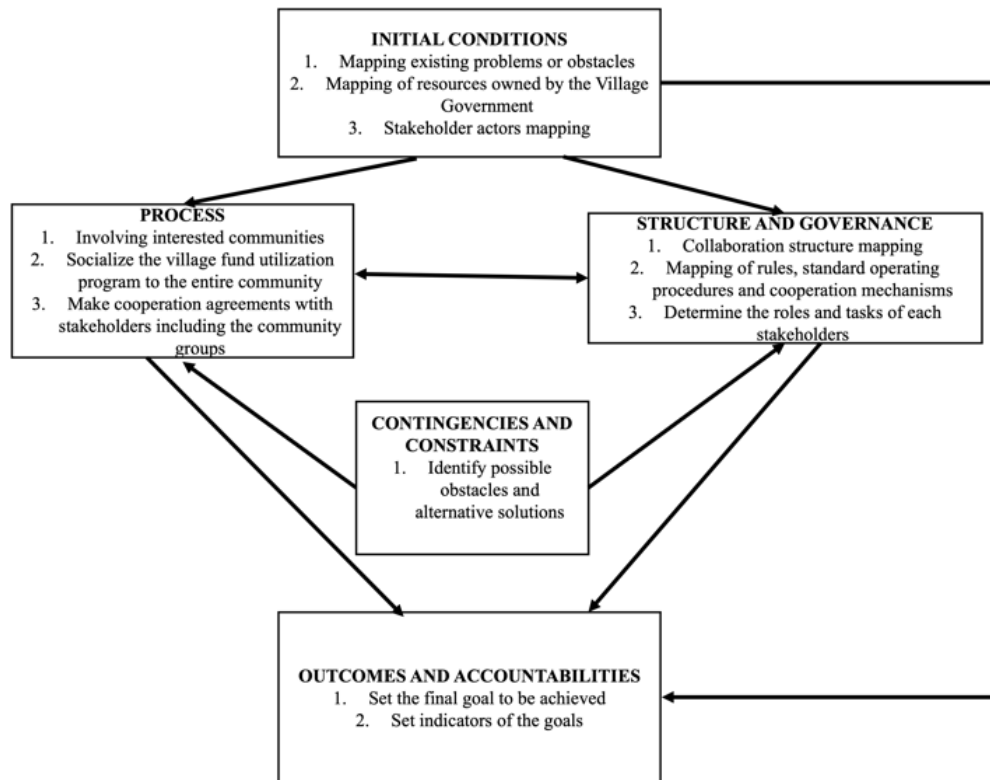 INITIAL CONDITIONS
1. Mapping existing problems or obstacles
2. Mapping of resources owned by the Village
Government
3. Stakeholder actors mapping
PROCESS
1. Involving interested communities
2. Socialize the village fund utilization
program to the entire community
3. Make cooperation agreements wtith
stakeholders including the community
groups
STRUCTURE AND GOVERNANCE
1. Collaboration structure mapping
2. Mapping of rules, standard operating
procedures and cooperation mechanisms
3. Determine the roles and tasks of each
stakeholders
CONTINGENCIES AND
CONSTRAINTS
1. Identify possible
obstacles and
alternative solutions
OUTCOMES AND ACCOUNTABILITIES
1. Set the final goal to be achieved
2. Set indicators of the goals